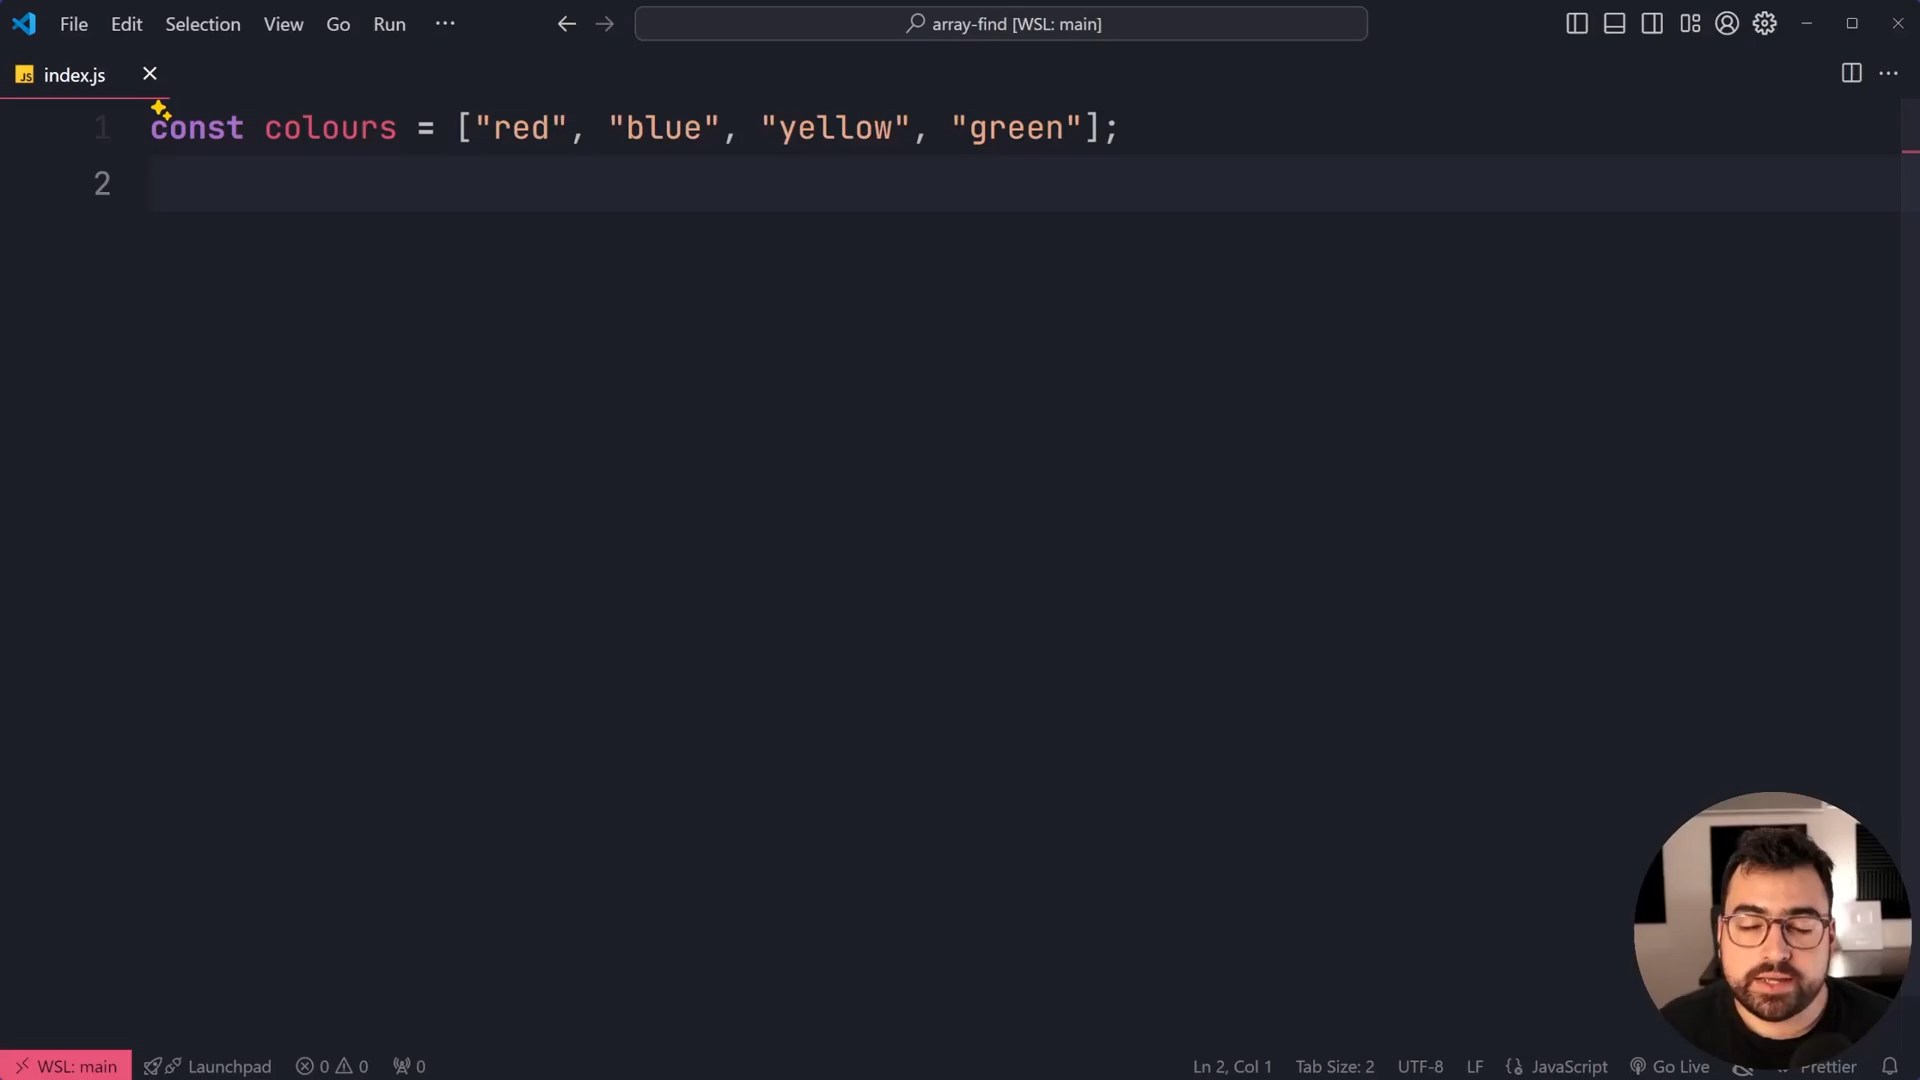 File Edit Selection View Go Run ··· array-find [WSL: main]
JS index.js
1 const colours = ["red", "blue", "yellow", "green"];
2
WSL: main Launchpad 0 0 0 Ln 2, Col 1 Tab Size: 2 UTF-8 LF JavaScript Go Live Prettier